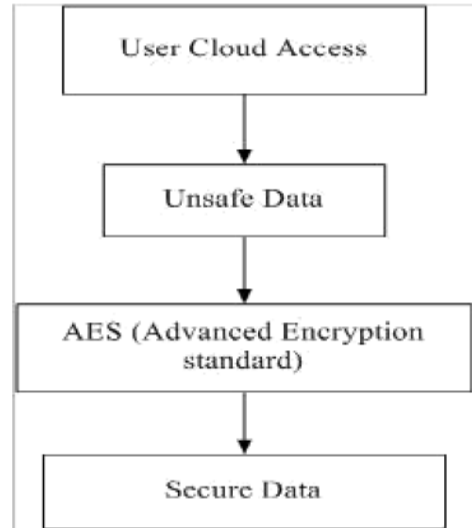 User Cloud Access
Unsafe Data
AES (Advanced Encryption
standard)
Secure Data